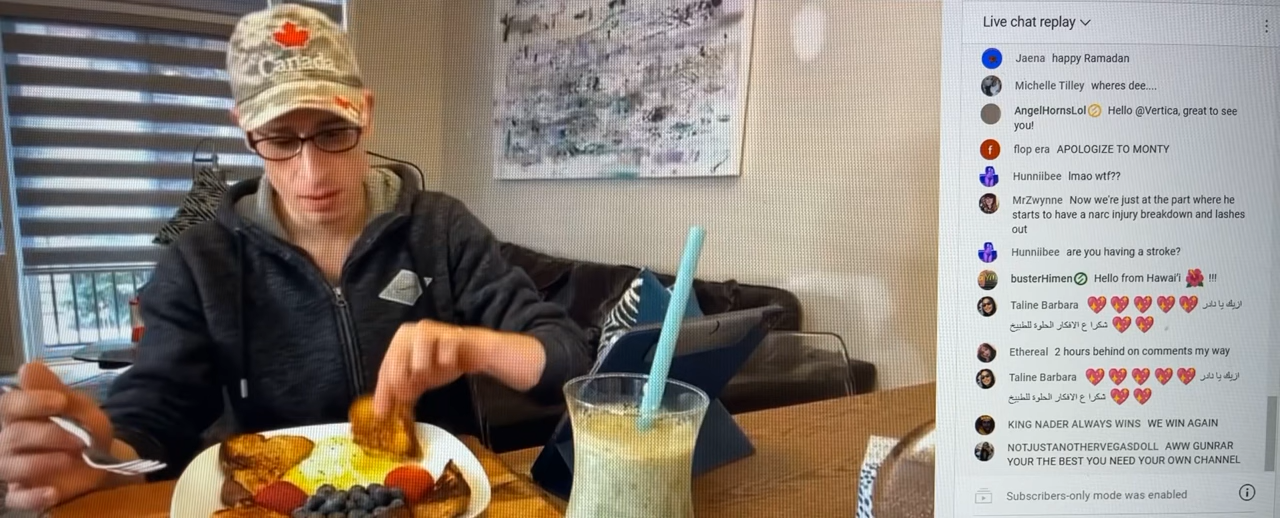 Canada
Live chat replay
Jaena happy Ramadan
Michelle Tilley wheres dee....
AngelHornsLol Hello @Vertica, great to see
you!
f flop era APOLOGIZE TO MONTY
Hunniibee lmao wtf??
MrZwynne Now we're just at the part where he
starts to have a narc injury breakdown and lashes
out
Hunniibee are you having a stroke?
busterHimen Hello from Hawai'i 🌺 !!!
Taline Barbara 💖💖💖💖💖 ازيك يا نادر
شكرا ع الافكار الحلوة للطبيخ 💖💖
Ethereal 2 hours behind on comments my way
Taline Barbara 💖💖💖💖💖 ازيك يا نادر
شكرا ع الافكار الحلوة للطبيخ 💖💖
KING NADER ALWAYS WINS WE WIN AGAIN
NOTJUSTANOTHERVEGASDOLL AWW GUNRAR
YOUR THE BEST YOU NEED YOUR OWN CHANNEL
Subscribers-only mode was enabled